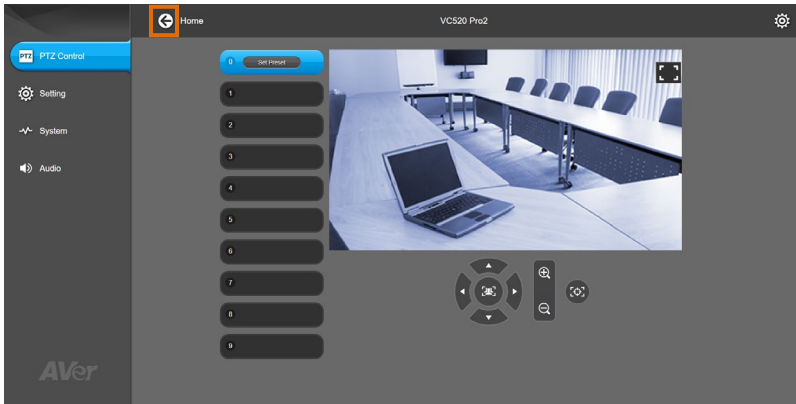 Home
VC520 Pro2
PTZ PTZ Control
Setting
System
Audio
0 Set Preset
1
2
3
4
5
6
7
8
9
AVer